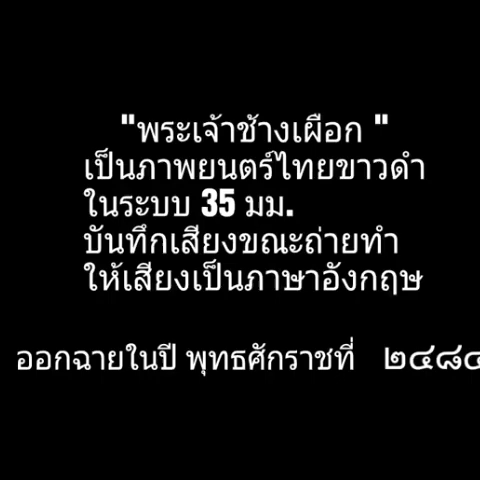 "พระเจ้าช้างเผือก "
เป็นภาพยนตร์ไทยขาวดำ
ในระบบ 35 มม.
บันทึกเสียงขณะถ่ายทำ
ให้เสียงเป็นภาษาอังกฤษ
ออกฉายในปี พุทธศักราชที่ ๒๔๘๔